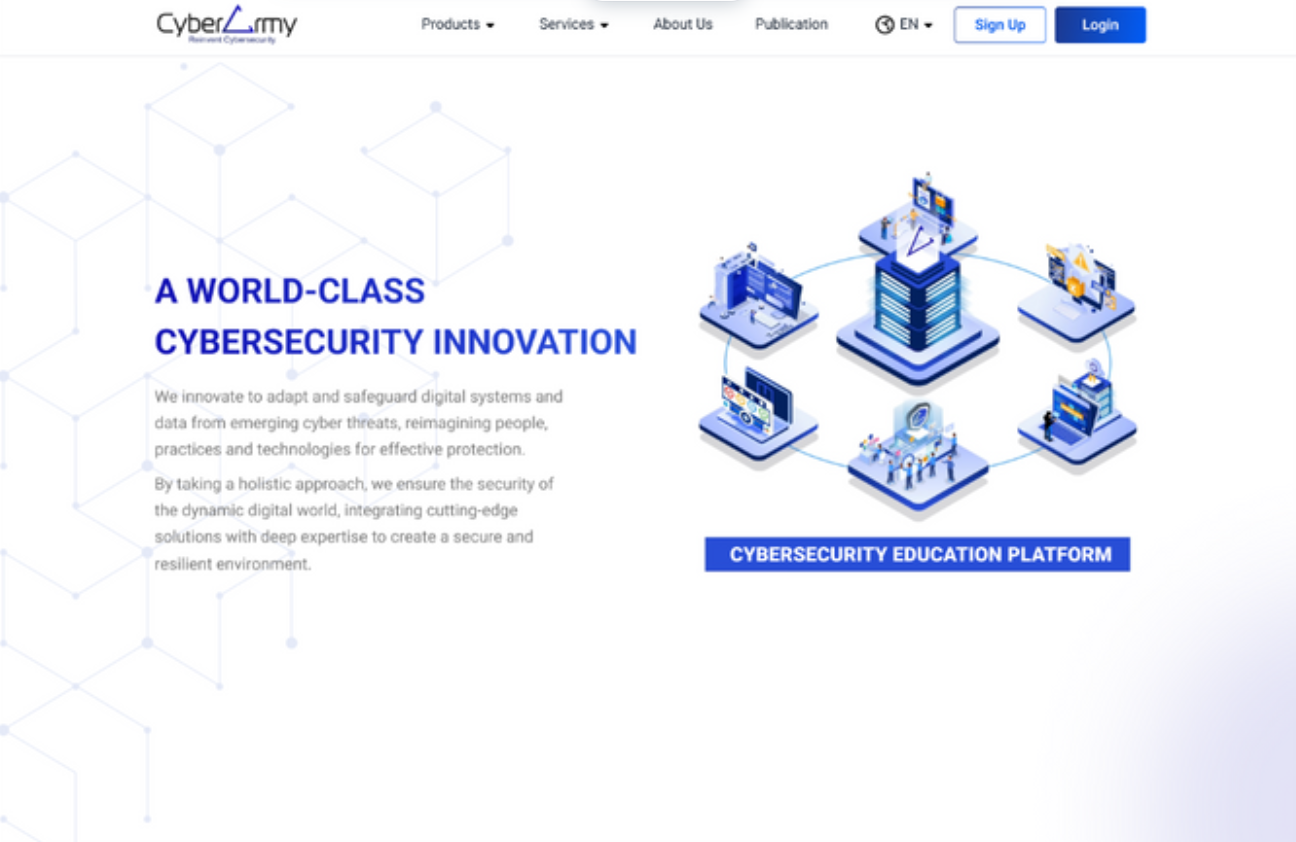 CyberArmy
Reinvent Cybersecurity
Products
Services
About Us
Publication
EN
Sign Up
Login
A WORLD-CLASS
CYBERSECURITY INNOVATION
We innovate to adapt and safeguard digital systems and
data from emerging cyber threats, reimagining people,
practices and technologies for effective protection.
By taking a holistic approach, we ensure the security of
the dynamic digital world, integrating cutting-edge
solutions with deep expertise to create a secure and
resilient environment.
CYBERSECURITY EDUCATION PLATFORM